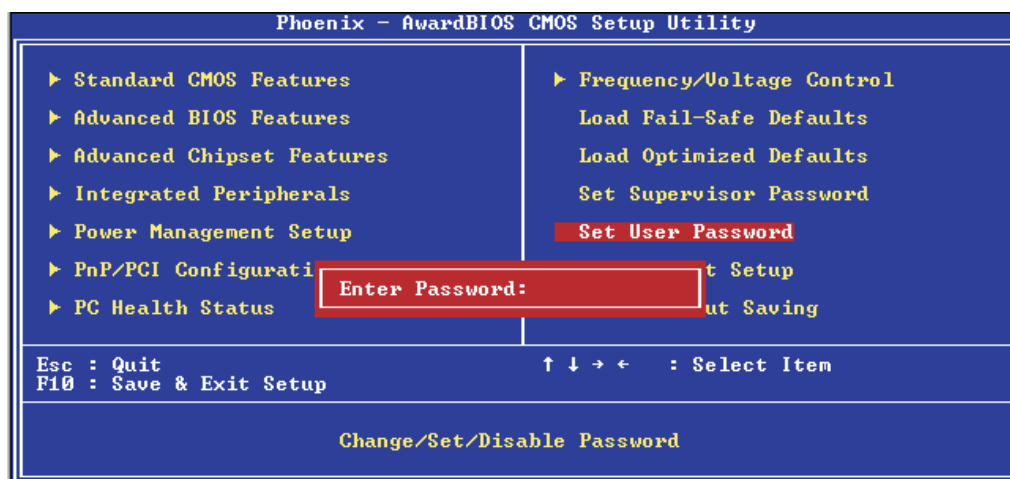 Phoenix - AwardBIOS CMOS Setup Utility
Standard CMOS Features
Advanced BIOS Features
Advanced Chipset Features
Integrated Peripherals
Power Management Setup
PnP/PCI Configurati
PC Health Status
Frequency/Voltage Control
Load Fail-Safe Defaults
Load Optimized Defaults
Set Supervisor Password
Set User Password
t Setup
ut Saving
Enter Password:
Esc : Quit
F10 : Save & Exit Setup
↑ ↓ → ← : Select Item
Change/Set/Disable Password